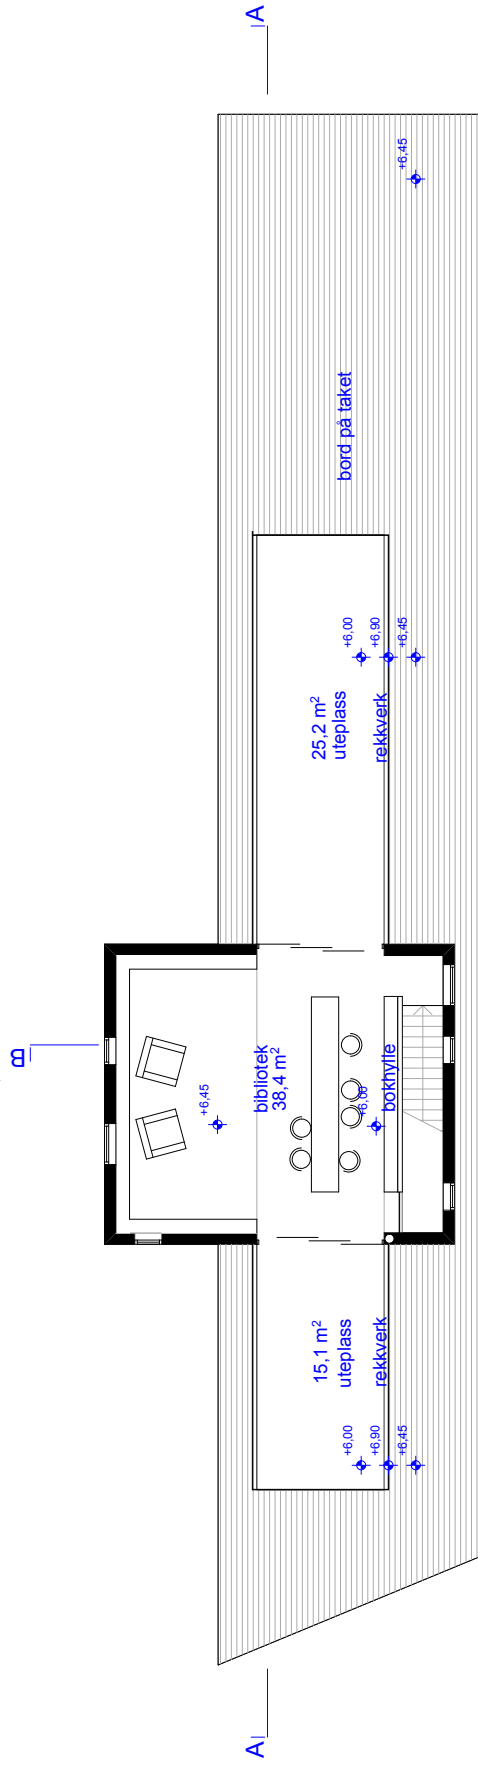 A
+6,45
bord på taket
+6,00
+6,90
+6,45
25,2 m²
uteplass
rekkverk
B
bibliotek
38,4 m²
+6,45
+6,00
bokhylle
15,1 m²
uteplass
rekkverk
+6,00
+6,90
+6,45
A